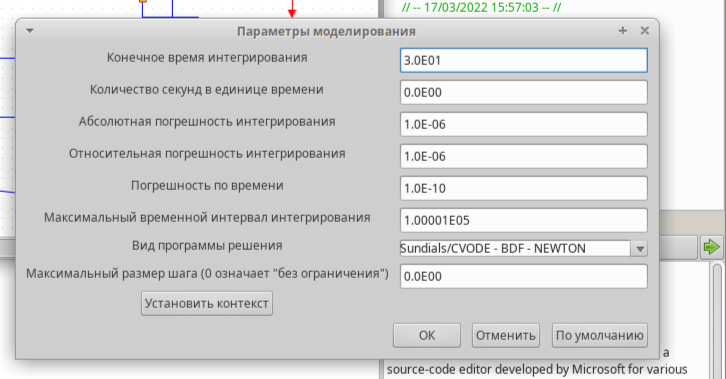 // -- 17/03/2022 15:57:03 -- //
Параметры моделирования
Конечное время интегрирования 3.0E01
Количество секунд в единице времени 0.0E00
Абсолютная погрешность интегрирования 1.0E-06
Относительная погрешность интегрирования 1.0E-06
Погрешность по времени 1.0E-10
Максимальный временной интервал интегрирования 1.00001E05
Вид программы решения Sundials/CVODE - BDF - NEWTON
Максимальный размер шага (0 означает "без ограничения") 0.0E00
Установить контекст
ОК Отменить По умолчанию
a
source-code editor developed by Microsoft for various